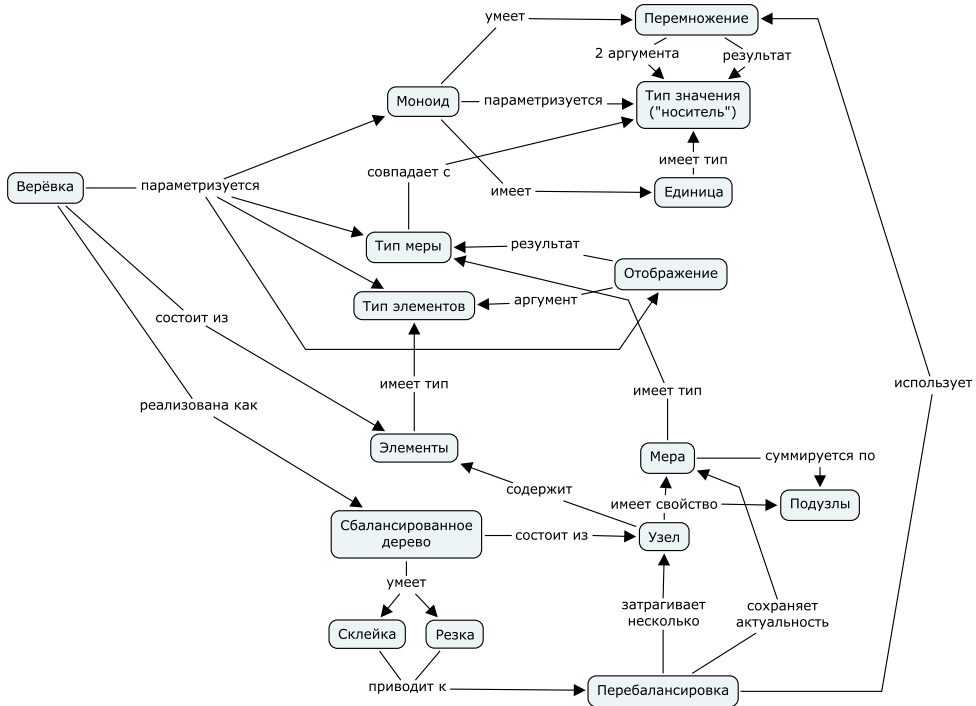 умеет
Перемножение
2 аргумента
результат
Моноид
параметризуется
Тип значения
("носитель")
имеет тип
совпадает с
Верёвка
параметризуется
имеет
Единица
Тип меры
результат
Отображение
Тип элементов
аргумент
состоит из
имеет тип
имеет тип
использует
реализована как
Элементы
Мера
суммируется по
содержит
имеет свойство
Подузлы
Сбалансированное
дерево
состоит из
Узел
умеет
затрагивает
несколько
сохраняет
актуальность
Склейка
Резка
приводит к
Перебалансировка